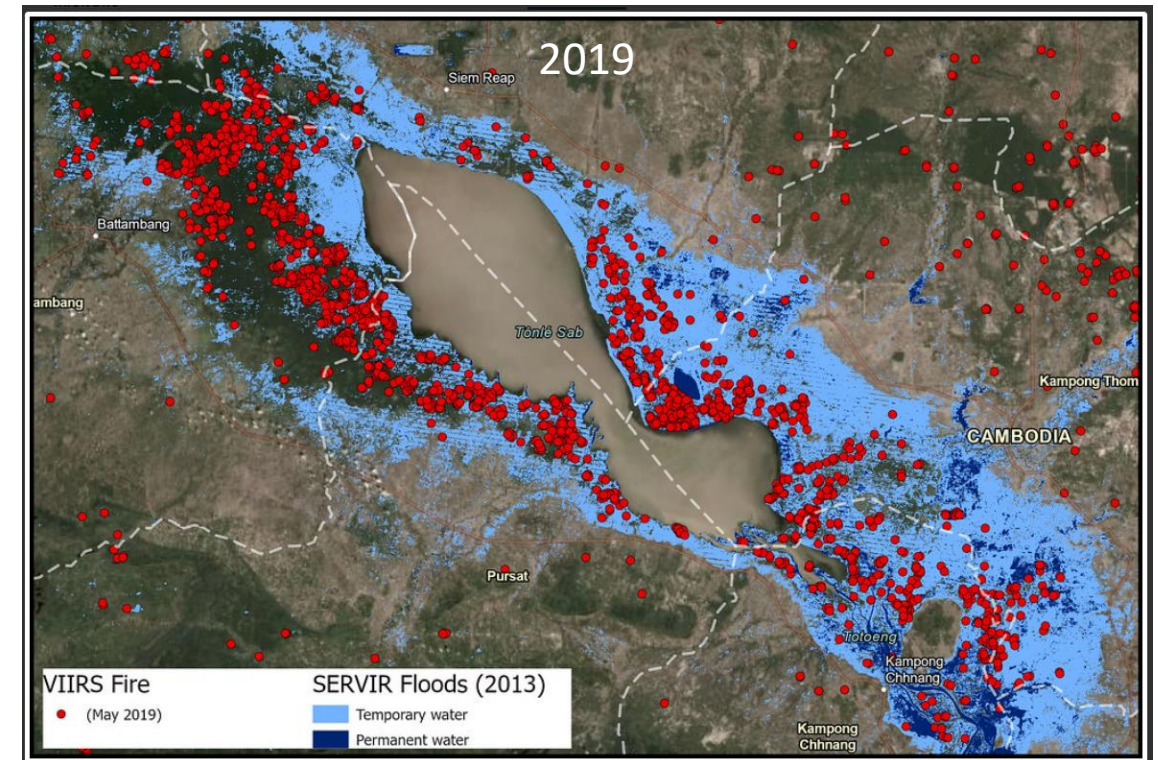 2019
Siem Reap
Battambang
ambang
Tônlé Sab
Kampong Thom
CAMBODIA
Pursat
Kampong
Chhnang
Kampong
Chhnang
VIIRS Fire
(May 2019)
SERVIR Floods (2013)
Temporary water
Permanent water